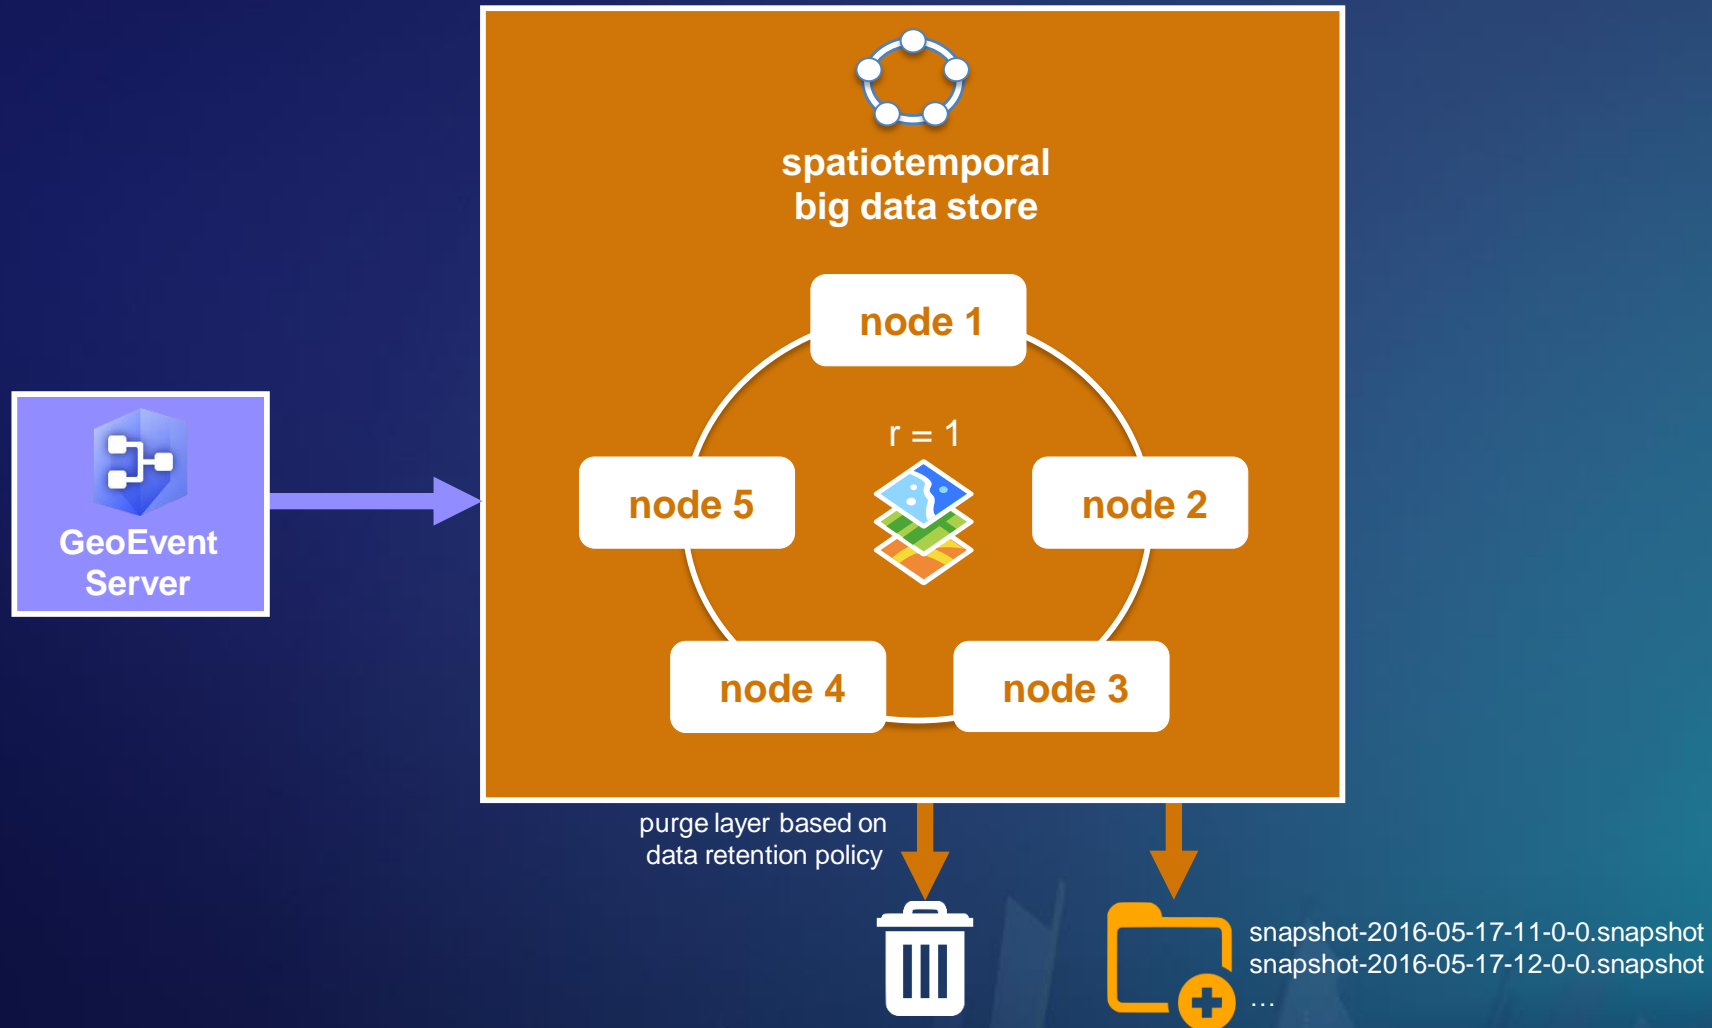 spatiotemporal
big data store
node 1
r = 1
node 5
node 2
GeoEvent
Server
node 4
node 3
purge layer based on
data retention policy
snapshot-2016-05-17-11-0-0.snapshot
snapshot-2016-05-17-12-0-0.snapshot
…